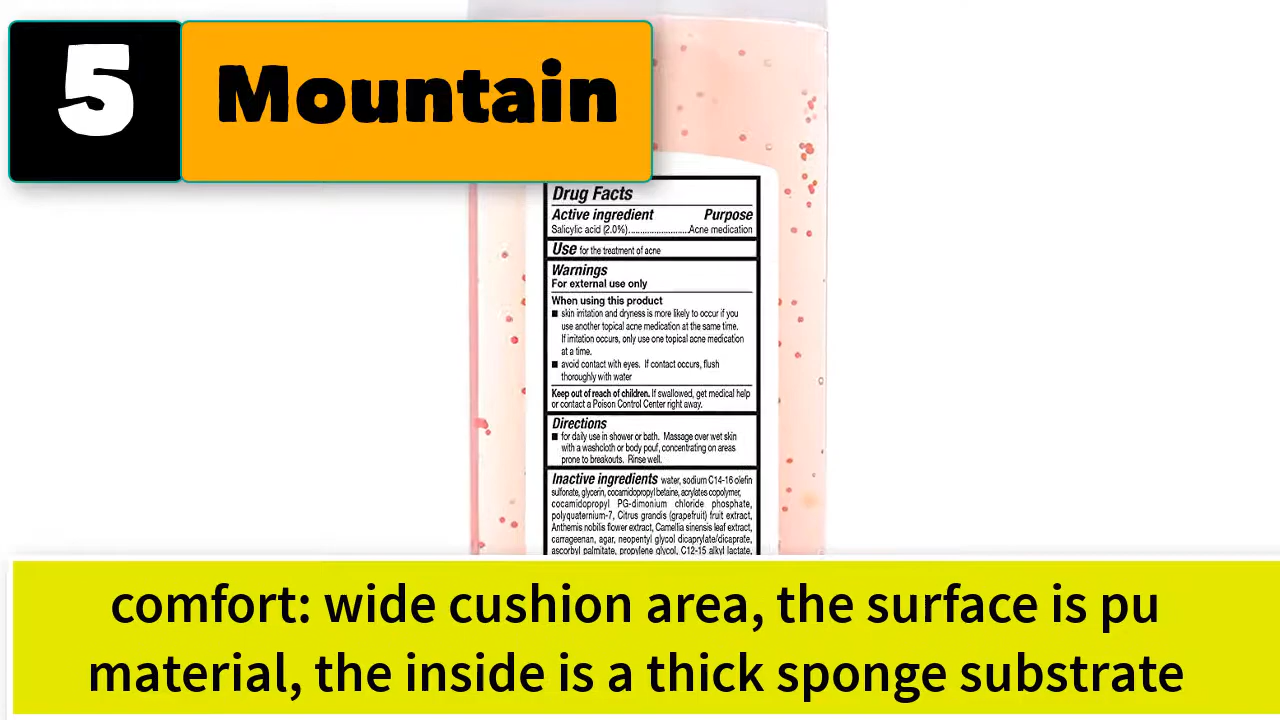 5
Mountain
Drug Facts
Active ingredient Purpose
Salicylic acid (2.0%)........................Acne medication
Use for the treatment of acne
Warnings
For external use only
When using this product
■ skin irritation and dryness is more likely to occur if you
use another topical acne medication at the same time.
If irritation occurs, only use one topical acne medication
at a time.
■ avoid contact with eyes. If contact occurs, flush
thoroughly with water
Keep out of reach of children. If swallowed, get medical help
or contact a Poison Control Center right away.
Directions
■ for daily use in shower or bath. Massage over wet skin
with a washcloth or body pouf, concentrating on areas
prone to breakouts. Rinse well.
Inactive ingredients water, sodium C14-16 olefin
sulfonate, glycerin, cocamidopropyl betaine, acrylates copolymer,
cocamidopropyl PG-dimonium chloride phosphate,
polyquaternium-7, Citrus grandis (grapefruit) fruit extract,
Anthemis nobilis flower extract, Camellia sinensis leaf extract,
carrageenan, agar, neopentyl glycol dicaprylate/dicaprate,
ascorbyl palmitate, propylene glycol, C12-15 alkyl lactate,
comfort: wide cushion area, the surface is pu
material, the inside is a thick sponge substrate